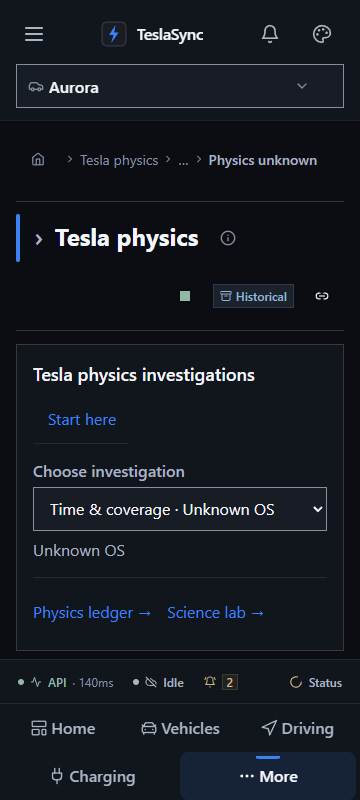 TeslaSync
Aurora
Tesla physics
...
Physics unknown
Tesla physics
Historical
Tesla physics investigations
Start here
Choose investigation
Time & coverage · Unknown OS
Unknown OS
Physics ledger → Science lab →
API · 140ms Idle 2 Status
Home Vehicles Driving
Charging More